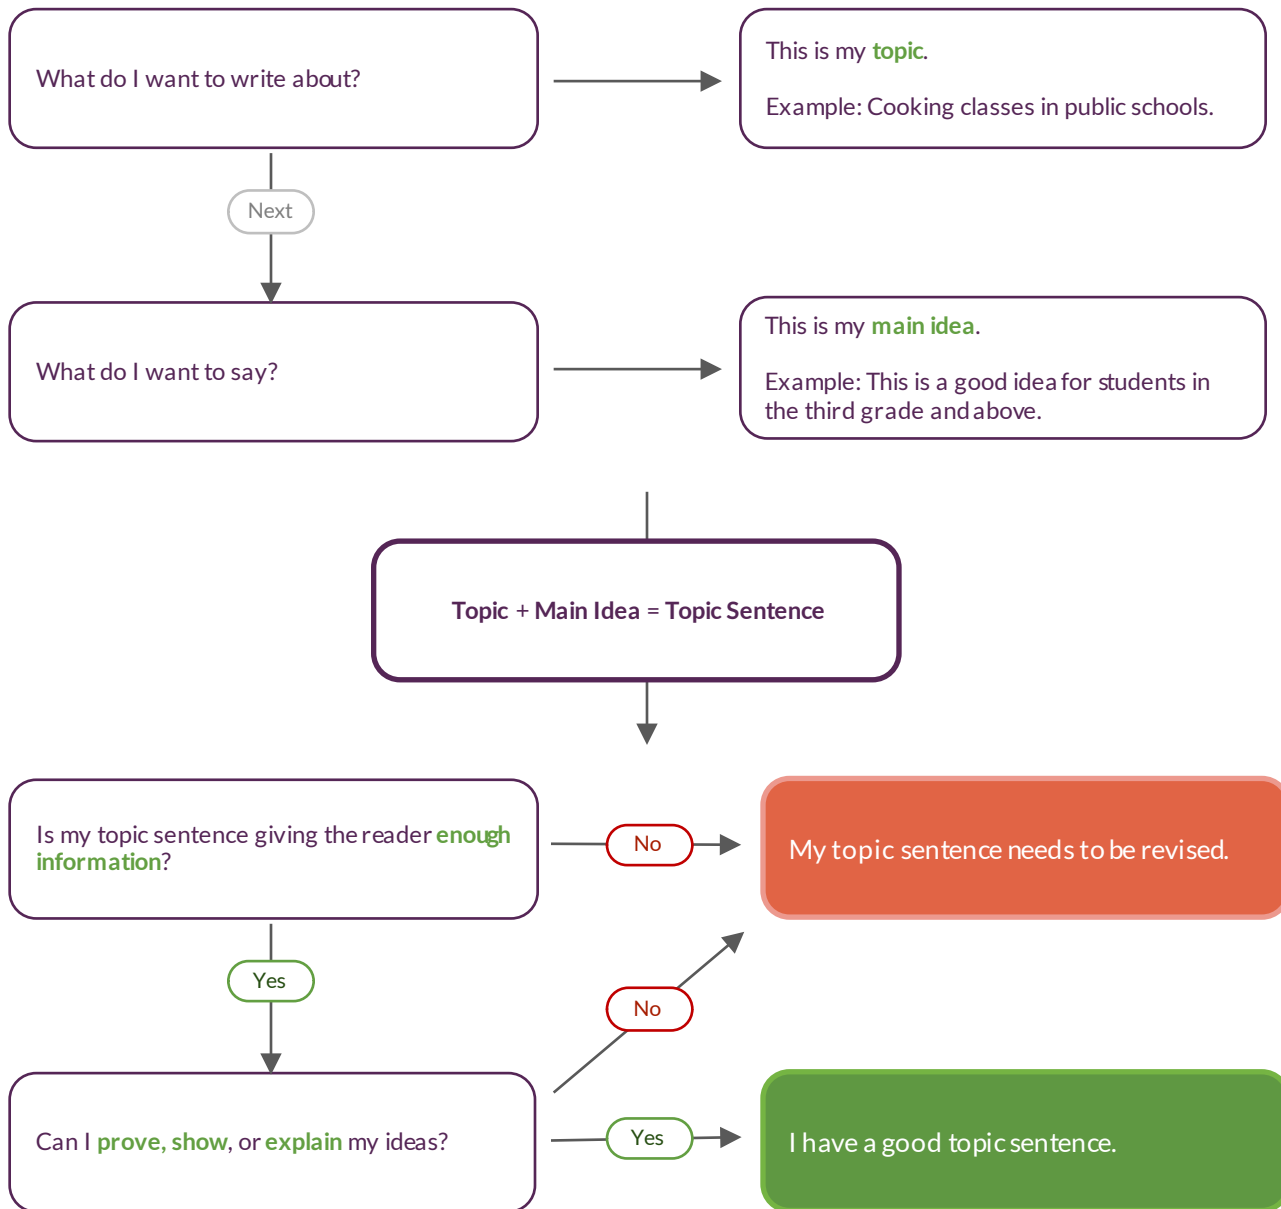 What do I want to write about?
This is my topic.
Example: Cooking classes in public schools.
Next
What do I want to say?
This is my main idea.
Example: This is a good idea for students in
the third grade and above.
Topic + Main Idea = Topic Sentence
Is my topic sentence giving the reader enough
information?
No
My topic sentence needs to be revised.
Yes
No
Can I prove, show, or explain my ideas?
Yes
I have a good topic sentence.